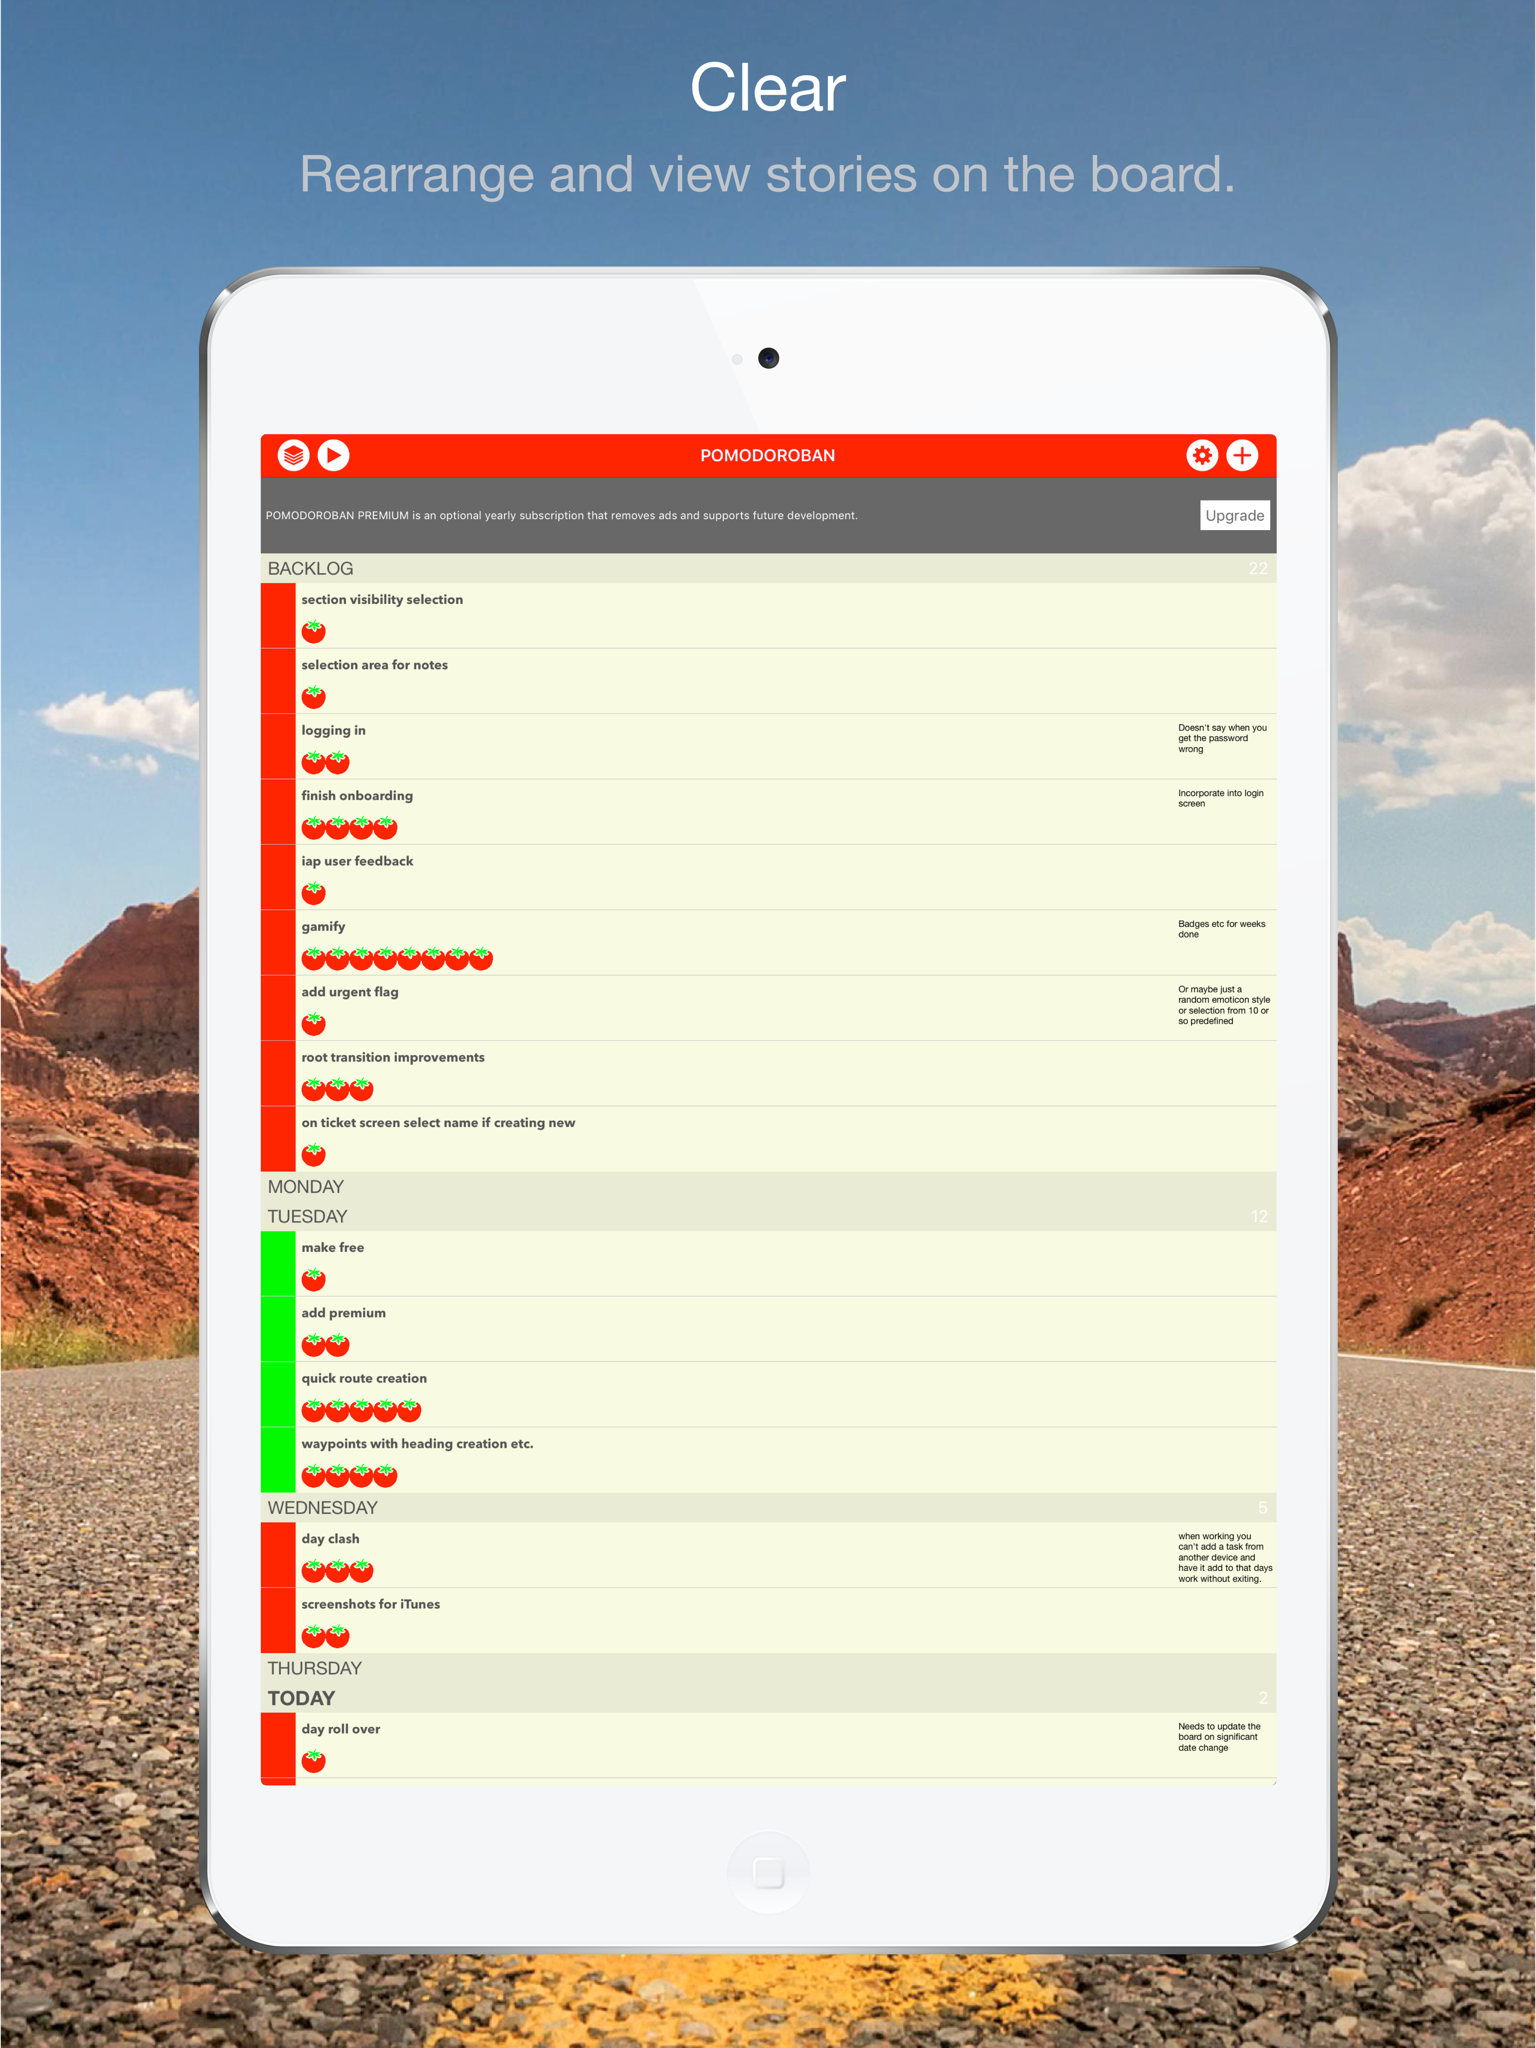 Clear
Rearrange and view stories on the board.
POMODOROBAN
POMODOROBAN PREMIUM is an optional yearly subscription that removes ads and supports future development.
Upgrade
BACKLOG 22
section visibility selection
selection area for notes
logging in
Doesn't say when you
get the password
wrong
finish onboarding
Incorporate into login
screen
iap user feedback
gamify
Badges etc for weeks
done
add urgent flag
Or maybe just a
random emoticon style
or selection from 10 or
so predefined
root transition improvements
on ticket screen select name if creating new
MONDAY
TUESDAY 12
make free
add premium
quick route creation
waypoints with heading creation etc.
WEDNESDAY 5
day clash
when working you
can't add a task from
another device and
have it add to that days
work without exiting.
screenshots for iTunes
THURSDAY
TODAY 2
day roll over
Needs to update the
board on significant
date change